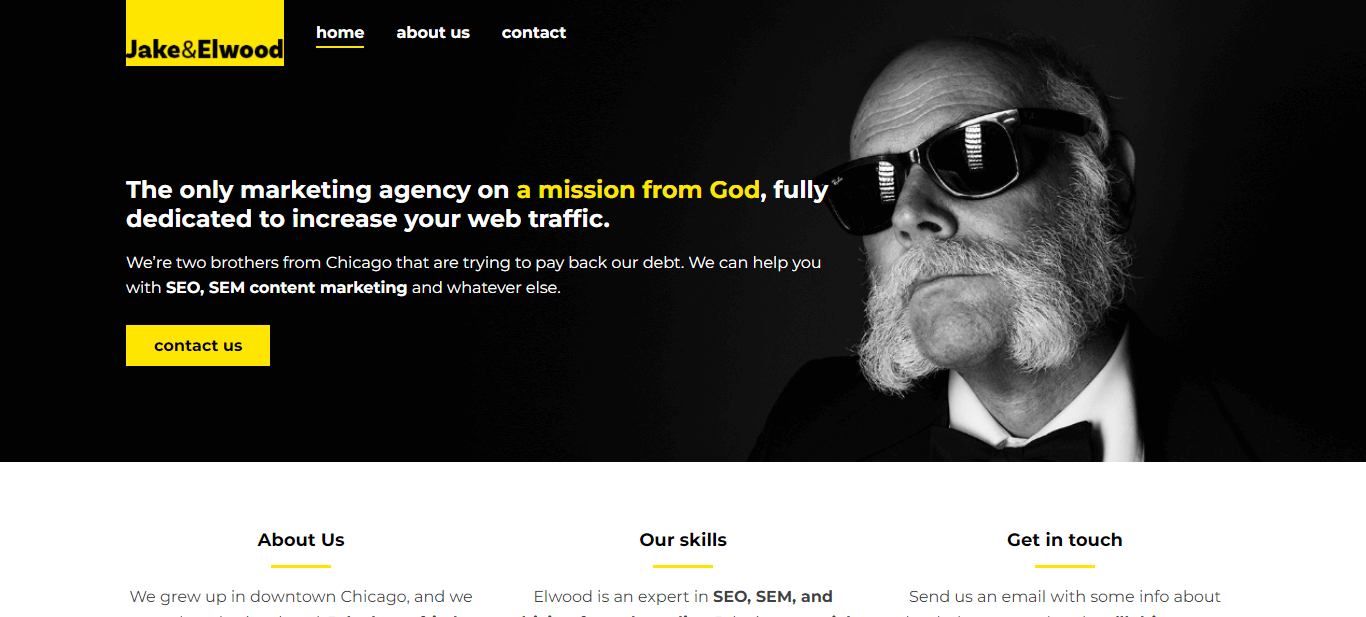 Jake&Elwood
home about us contact
The only marketing agency on a mission from God, fully
dedicated to increase your web traffic.
We're two brothers from Chicago that are trying to pay back our debt. We can help you
with SEO, SEM content marketing and whatever else.
contact us
About Us
We grew up in downtown Chicago, and we
Our skills
Elwood is an expert in SEO, SEM, and
Get in touch
Send us an email with some info about